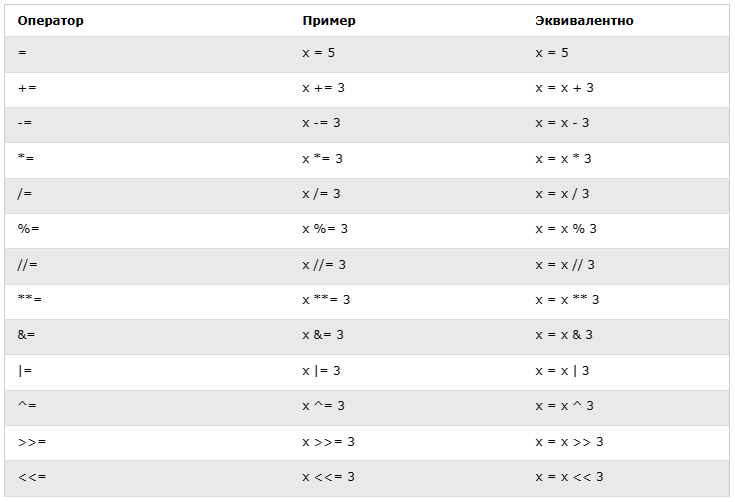 Оператор Пример Эквивалентно
= x = 5 x = 5
+= x += 3 x = x + 3
-= x -= 3 x = x - 3
*= x *= 3 x = x * 3
/= x /= 3 x = x / 3
%= x %= 3 x = x % 3
//= x //= 3 x = x // 3
**= x **= 3 x = x ** 3
&= x &= 3 x = x & 3
|= x |= 3 x = x | 3
^= x ^= 3 x = x ^ 3
>>= x >>= 3 x = x >> 3
<<= x <<= 3 x = x << 3